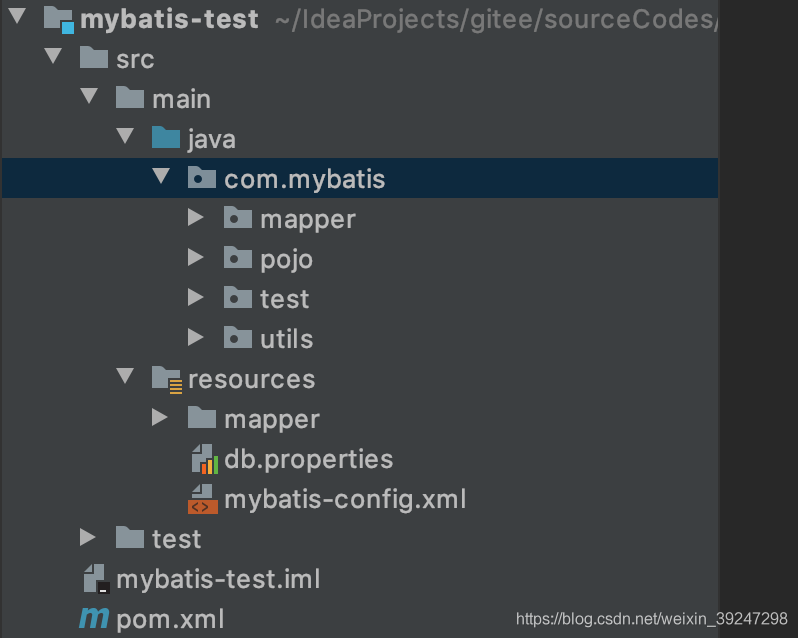 mybatis-test ~/IdeaProjects/gitee/sourceCodes/
src
main
java
com.mybatis
mapper
pojo
test
utils
resources
mapper
db.properties
mybatis-config.xml
test
mybatis-test.iml
pom.xml
https://blog.csdn.net/weixin_39247298